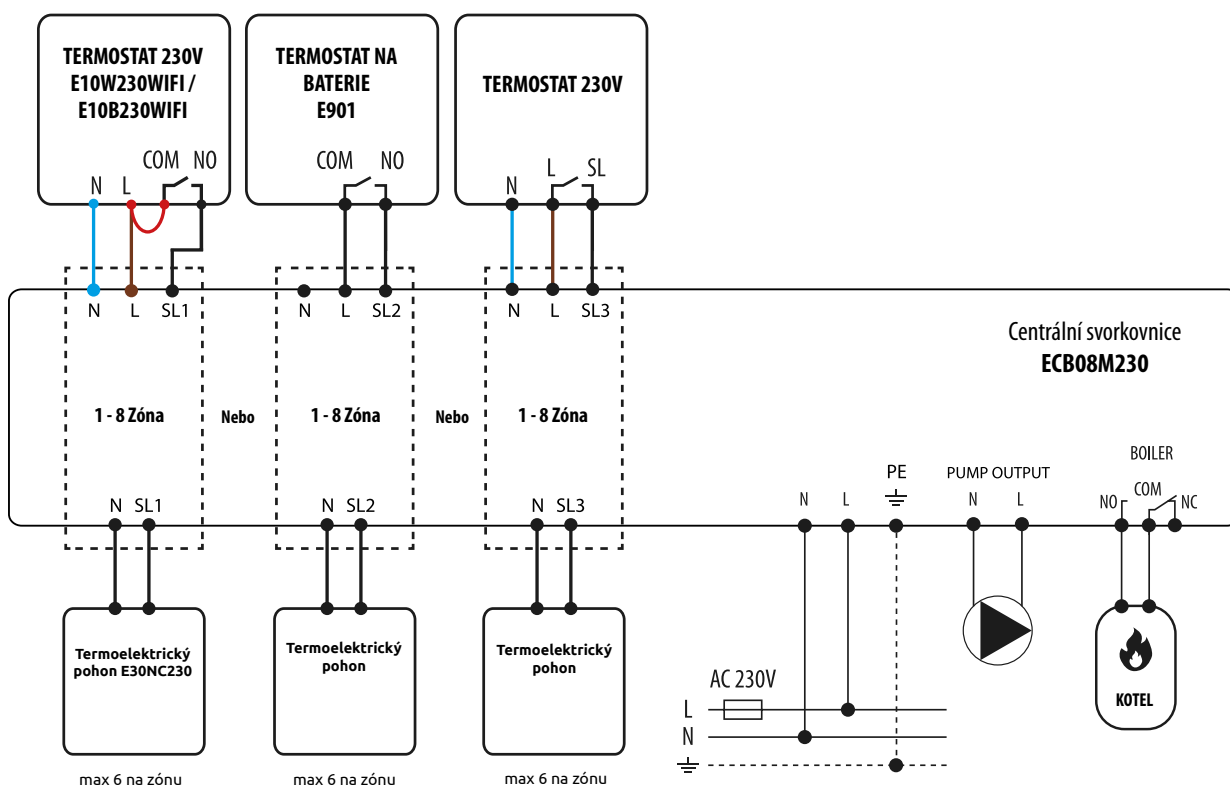 TERMOSTAT 230V
E10W230WIFI /
E10B230WIFI
TERMOSTAT NA
BATERIE
E901
TERMOSTAT 230V
COM NO
N L
COM NO
L SL
N
N L SL1
N L SL2
N L SL3
Centrální svorkovnice
ECB08M230
1 - 8 Zóna
Nebo
1 - 8 Zóna
Nebo
1 - 8 Zóna
N SL1
N SL2
N SL3
N L
PE
PUMP OUTPUT
N L
BOILER
NO COM NC
Termoelektrický
pohon E30NC230
Termoelektrický
pohon
Termoelektrický
pohon
AC 230V
L
N
KOTEL
max 6 na zónu
max 6 na zónu
max 6 na zónu